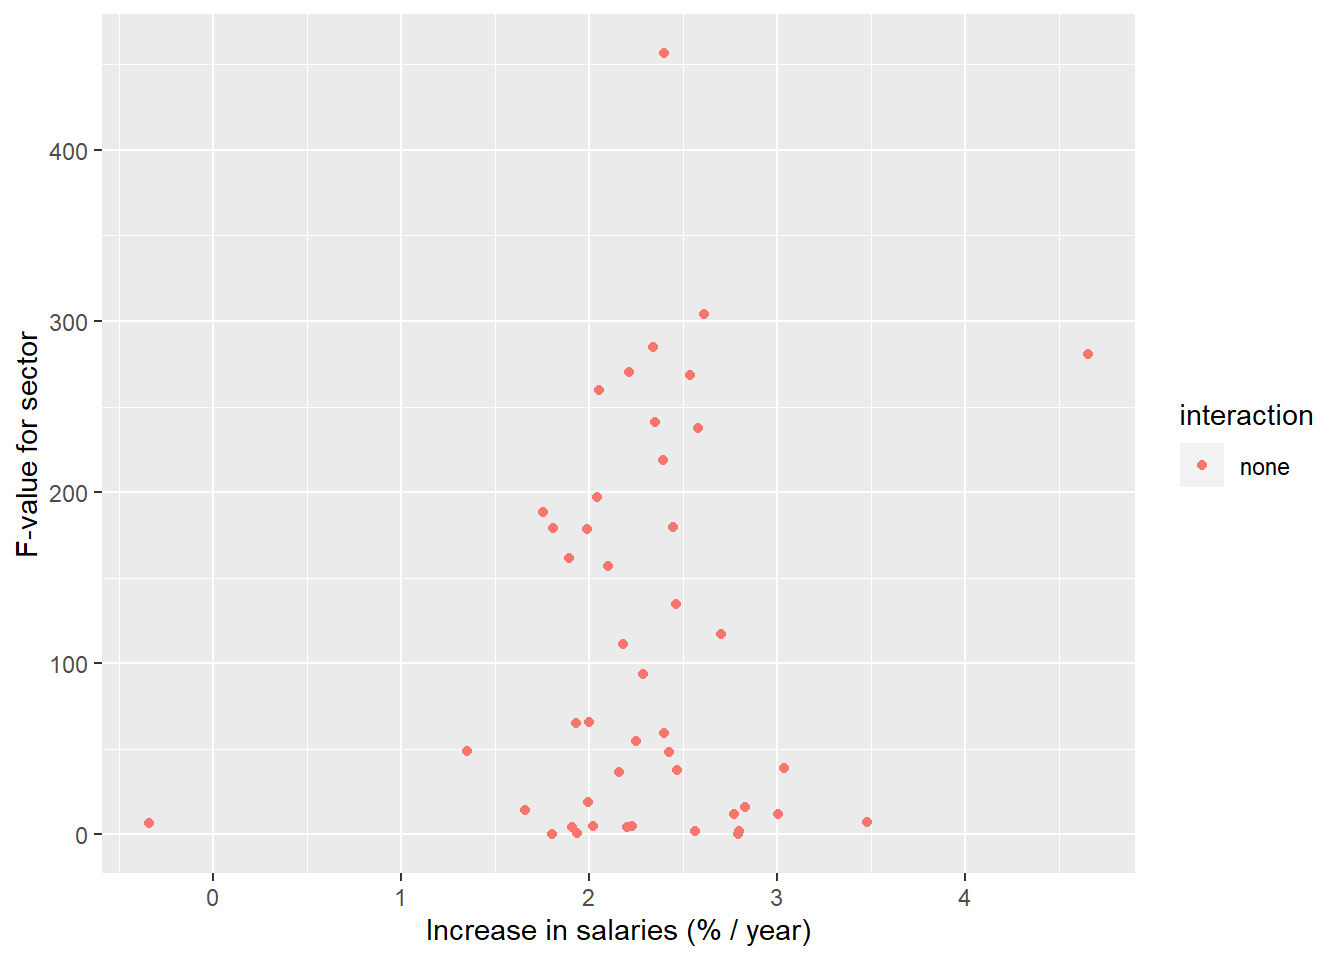 400
300
200
100
0
F-value for sector
0 1 2 3 4
Increase in salaries (% / year)
interaction
none